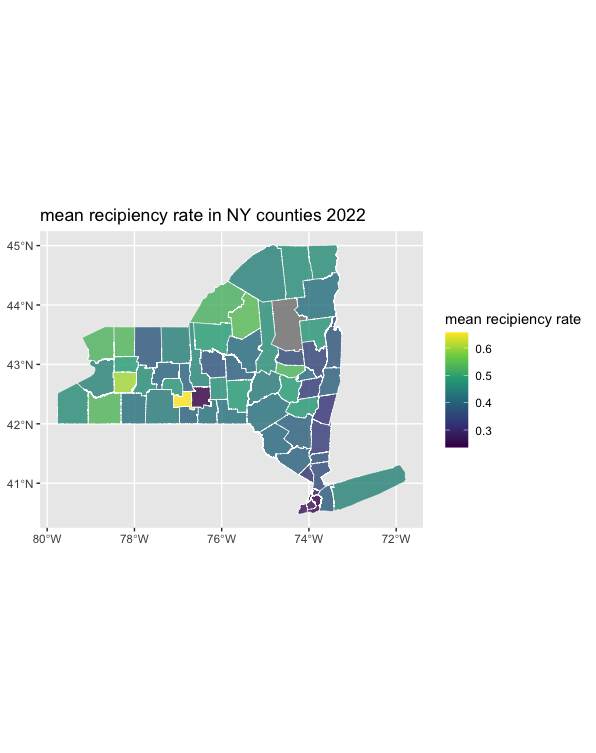 mean recipiency rate in NY counties 2022
45°N
44°N
43°N
42°N
41°N
80°W
78°W
76°W
74°W
72°W
mean recipiency rate
0.6
0.5
0.4
0.3